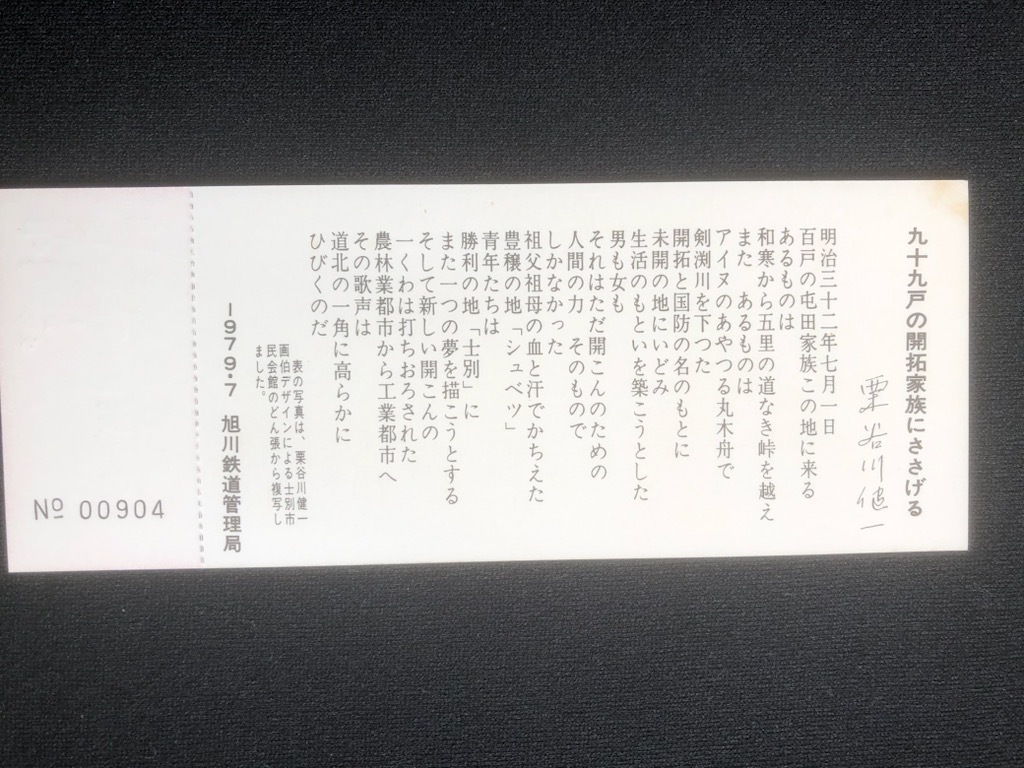 九十九戸の開拓家族にささげる
栗谷川健一
明治三十二年七月一日
百戸の屯田家族この地に来る
あるものは
和寒から五里の道なき峠を越え
また あるものは
アイヌのあやつる丸木舟で
剣渕川を下つた
開拓と国防の名のもとに
未開の地にいどみ
生活のもといを築こうとした
男も女も
それはただ開こんのための
人間の力 そのもので
しかなかった
祖父祖母の血と汗でかちえた
豊穣の地「シュベツ」
青年たちは
勝利の地「士別」に
また一つの夢を描こうとする
そして新しい開こんの
一くわは打ちおろされた
農林業都市から工業都市へ
その歌声は
道北の一角に高らかに
ひびくのだ
表の写真は、栗谷川健一
画伯デザインによる士別市
民会館のどん張から複写し
ました。
1979・7 旭川鉄道管理局
No 00904